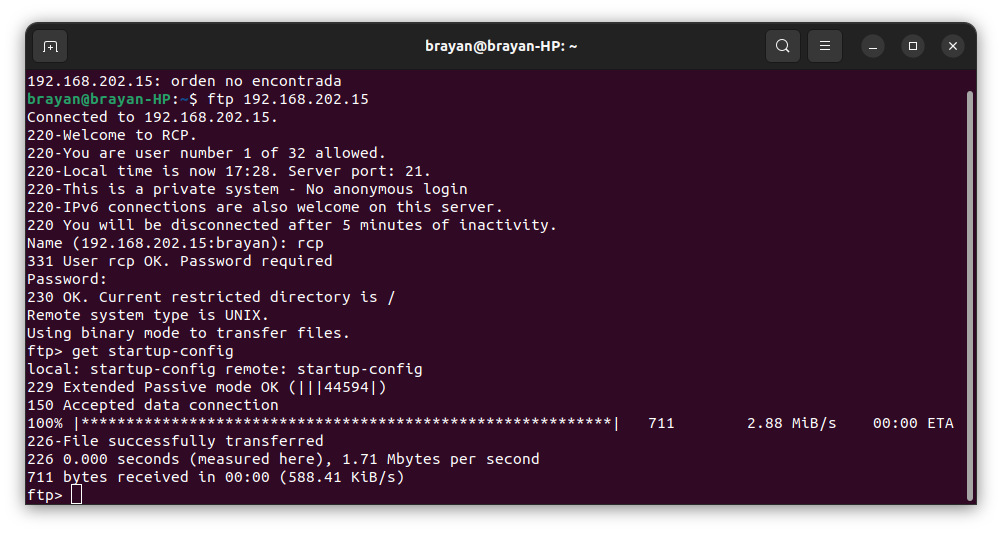 brayan@brayan-HP: ~
192.168.202.15: orden no encontrada
brayan@brayan-HP:~$ ftp 192.168.202.15
Connected to 192.168.202.15.
220-Welcome to RCP.
220-You are user number 1 of 32 allowed.
220-Local time is now 17:28. Server port: 21.
220-This is a private system - No anonymous login
220-IPv6 connections are also welcome on this server.
220 You will be disconnected after 5 minutes of inactivity.
Name (192.168.202.15:brayan): rcp
331 User rcp OK. Password required
Password:
230 OK. Current restricted directory is /
Remote system type is UNIX.
Using binary mode to transfer files.
ftp> get startup-config
local: startup-config remote: startup-config
229 Extended Passive mode OK (|||44594|)
150 Accepted data connection
100% |***********************************************************| 711 2.88 MiB/s 00:00 ETA
226-File successfully transferred
226 0.000 seconds (measured here), 1.71 Mbytes per second
711 bytes received in 00:00 (588.41 KiB/s)
ftp>